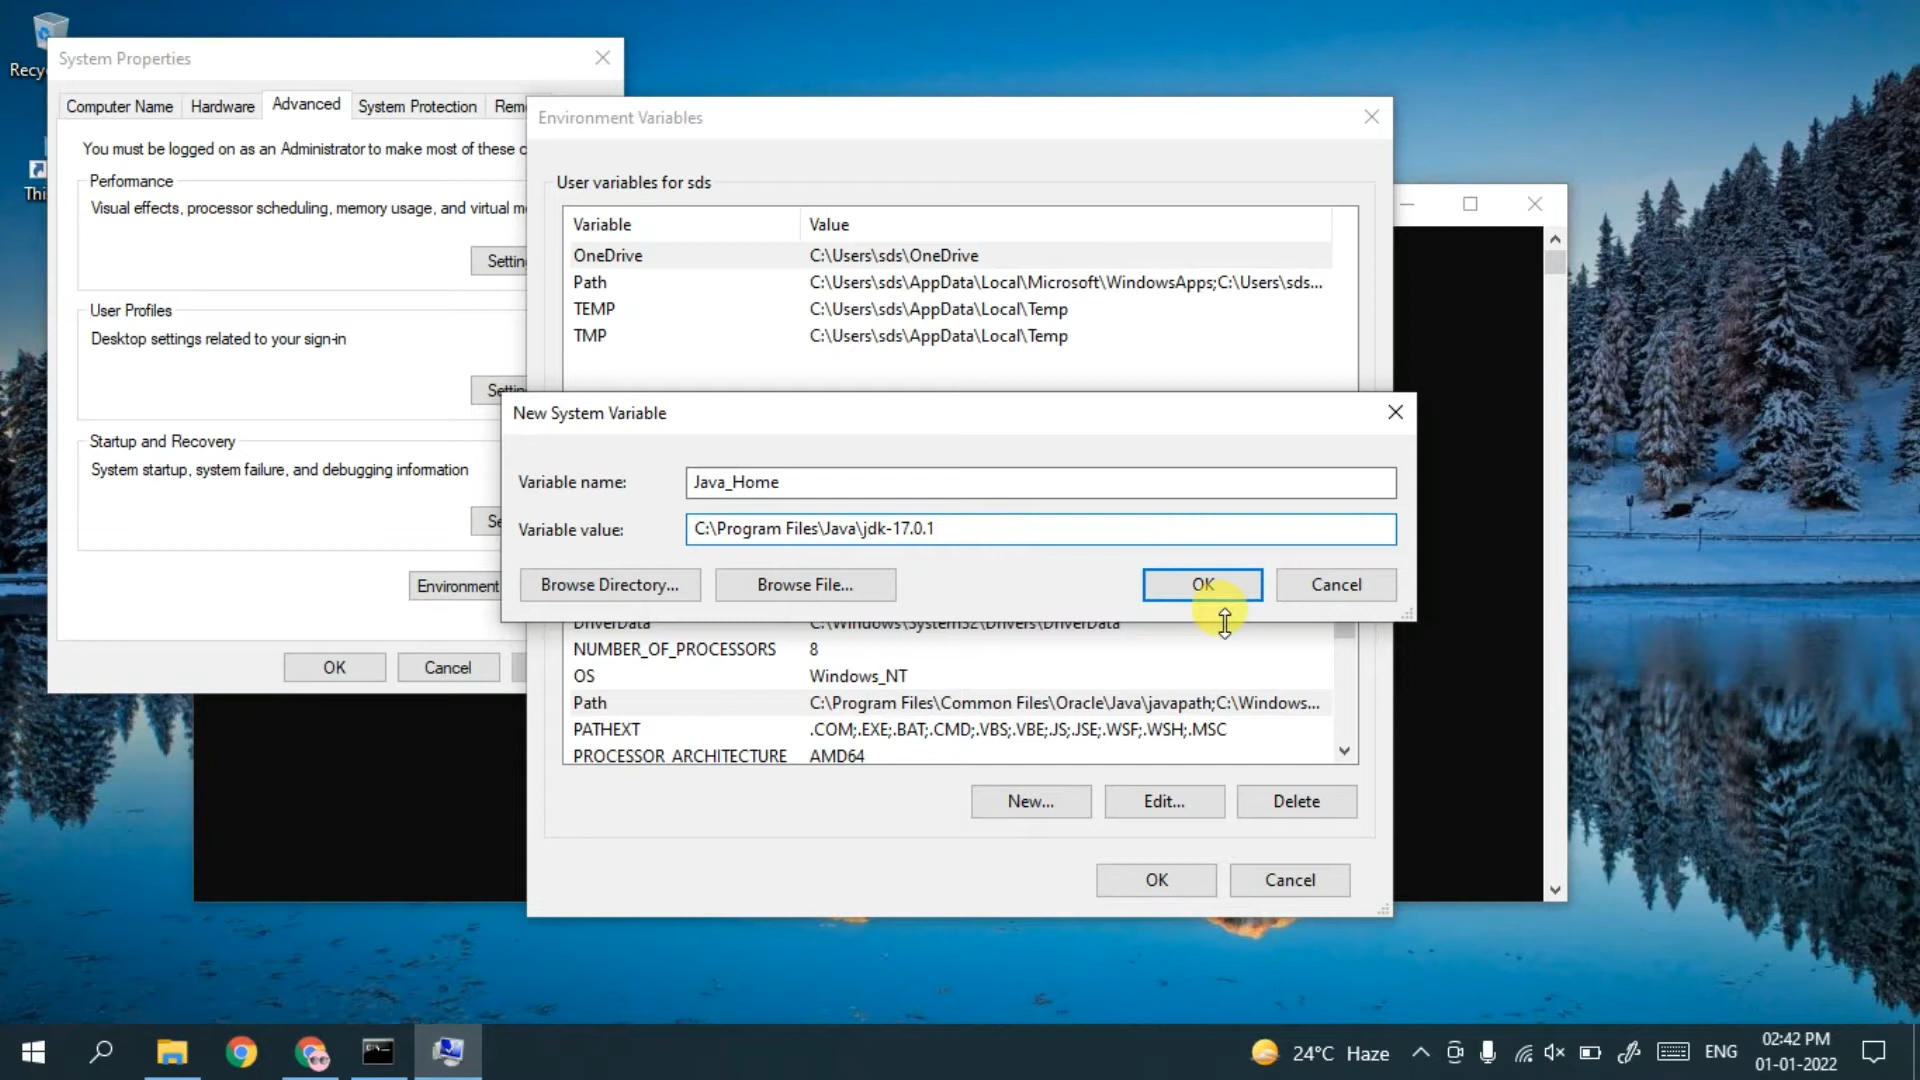 Recy
Thi
System Properties
Computer Name Hardware Advanced System Protection Rem
You must be logged on as an Administrator to make most of these c
Performance
Visual effects, processor scheduling, memory usage, and virtual m
Settin
User Profiles
Desktop settings related to your sign-in
Settin
Startup and Recovery
System startup, system failure, and debugging information
Se
Environment
OK Cancel
Environment Variables
User variables for sds
Variable Value
OneDrive C:\Users\sds\OneDrive
Path C:\Users\sds\AppData\Local\Microsoft\WindowsApps;C:\Users\sds...
TEMP C:\Users\sds\AppData\Local\Temp
TMP C:\Users\sds\AppData\Local\Temp
New System Variable
Variable name: Java_Home
Variable value: C:\Program Files\Java\jdk-17.0.1
Browse Directory... Browse File... OK Cancel
DriverData C:\Windows\System32\Drivers\DriverData
NUMBER_OF_PROCESSORS 8
OS Windows_NT
Path C:\Program Files\Common Files\Oracle\Java\javapath;C:\Windows...
PATHEXT .COM;.EXE;.BAT;.CMD;.VBS;.VBE;.JS;.JSE;.WSF;.WSH;.MSC
PROCESSOR_ARCHITECTURE AMD64
New... Edit... Delete
OK Cancel
24°C Haze ENG 02:42 PM
01-01-2022